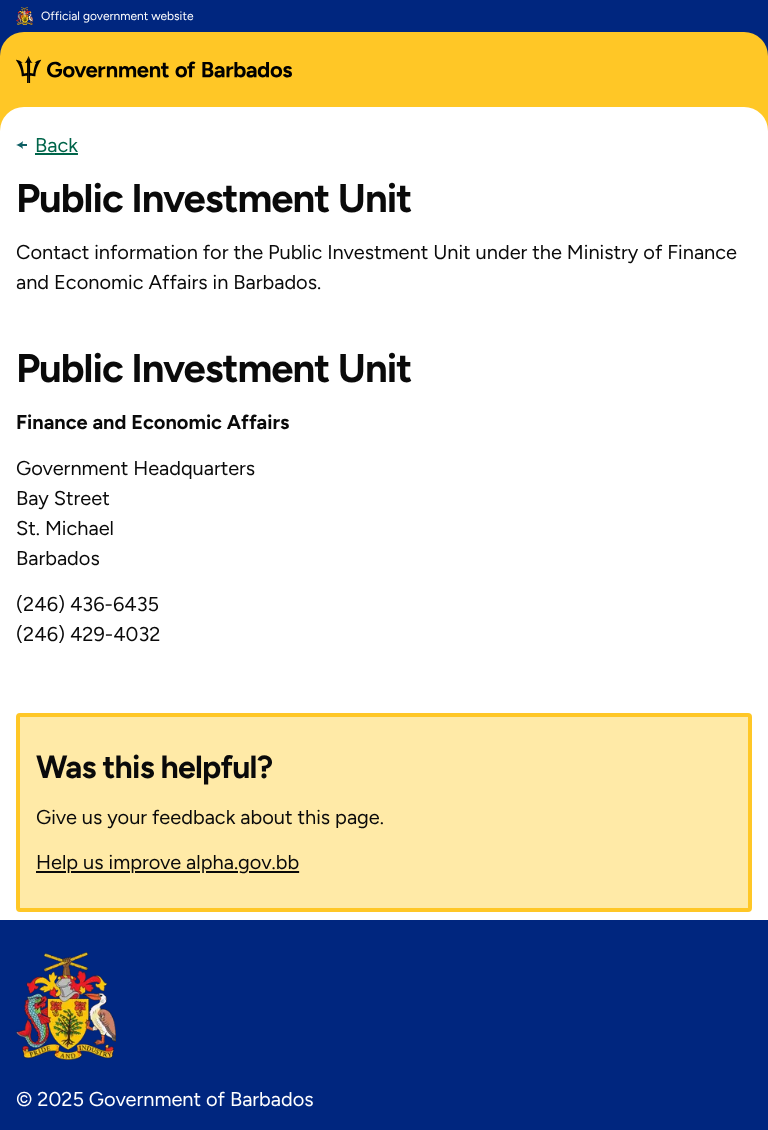 Official government website
Government of Barbados
Back
Public Investment Unit
Contact information for the Public Investment Unit under the Ministry of Finance
and Economic Affairs in Barbados.
Public Investment Unit
Finance and Economic Affairs
Government Headquarters
Bay Street
St. Michael
Barbados
(246) 436-6435
(246) 429-4032
Was this helpful?
Give us your feedback about this page.
Help us improve alpha.gov.bb
PRIDE AND INDUSTRY
© 2025 Government of Barbados